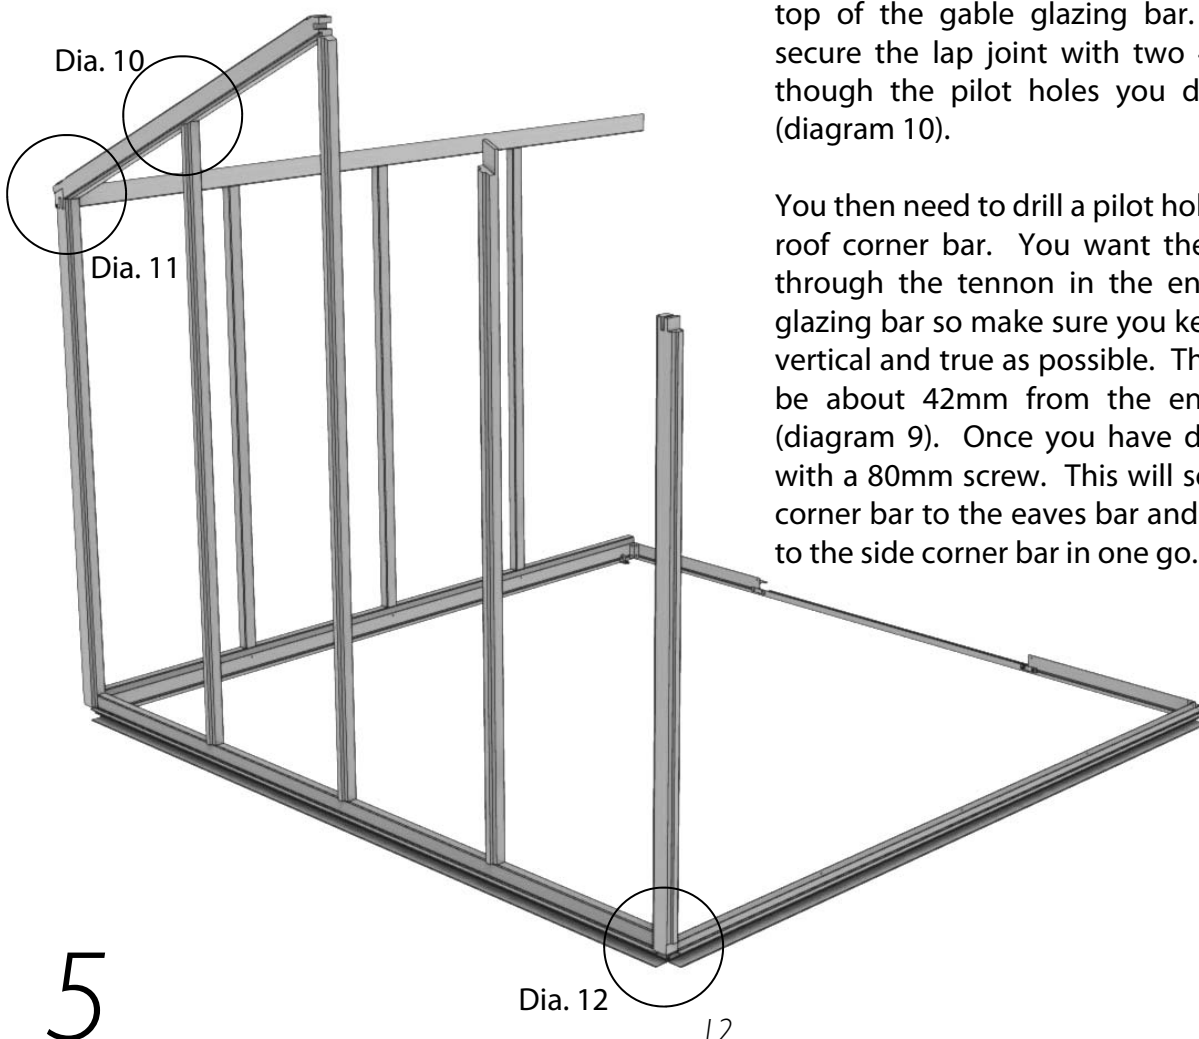 top of the gable glazing bar.
secure the lap joint with two
though the pilot holes you d
(diagram 10).
You then need to drill a pilot hol
roof corner bar. You want the
through the tennon in the en
glazing bar so make sure you ke
vertical and true as possible. Th
be about 42mm from the en
(diagram 9). Once you have d
with a 80mm screw. This will s
corner bar to the eaves bar and
to the side corner bar in one go.
Dia. 10
Dia. 11
Dia. 12
5
12